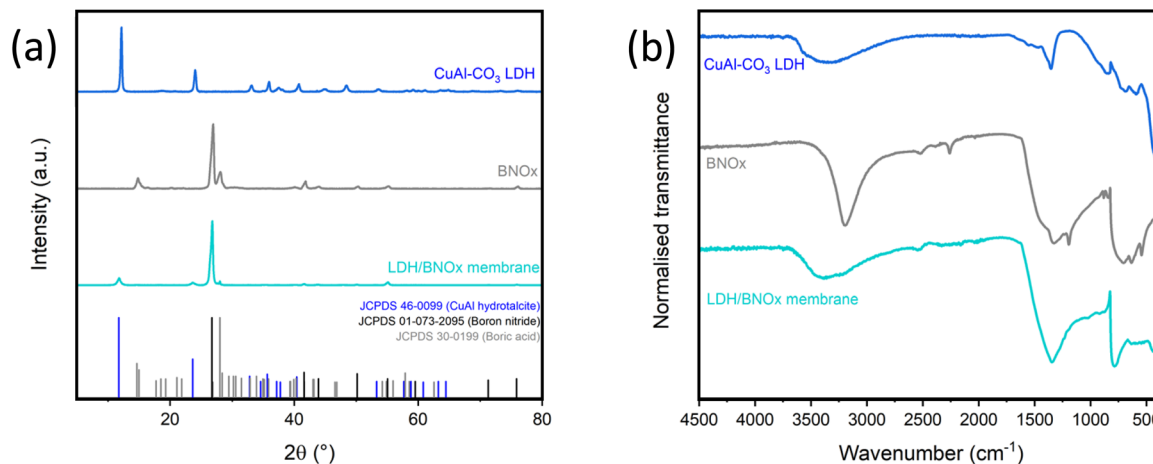 (a)
Intensity (a.u.)
CuAl-CO₃ LDH
BNOx
LDH/BNOx membrane
JCPDS 46-0099 (CuAl hydrotalcite)
JCPDS 01-073-2095 (Boron nitride)
JCPDS 30-0199 (Boric acid)
20 40 60 80
2θ (°)
(b)
Normalised transmittance
CuAl-CO₃ LDH
BNOx
LDH/BNOx membrane
4500 4000 3500 3000 2500 2000 1500 1000 500
Wavenumber (cm⁻¹)